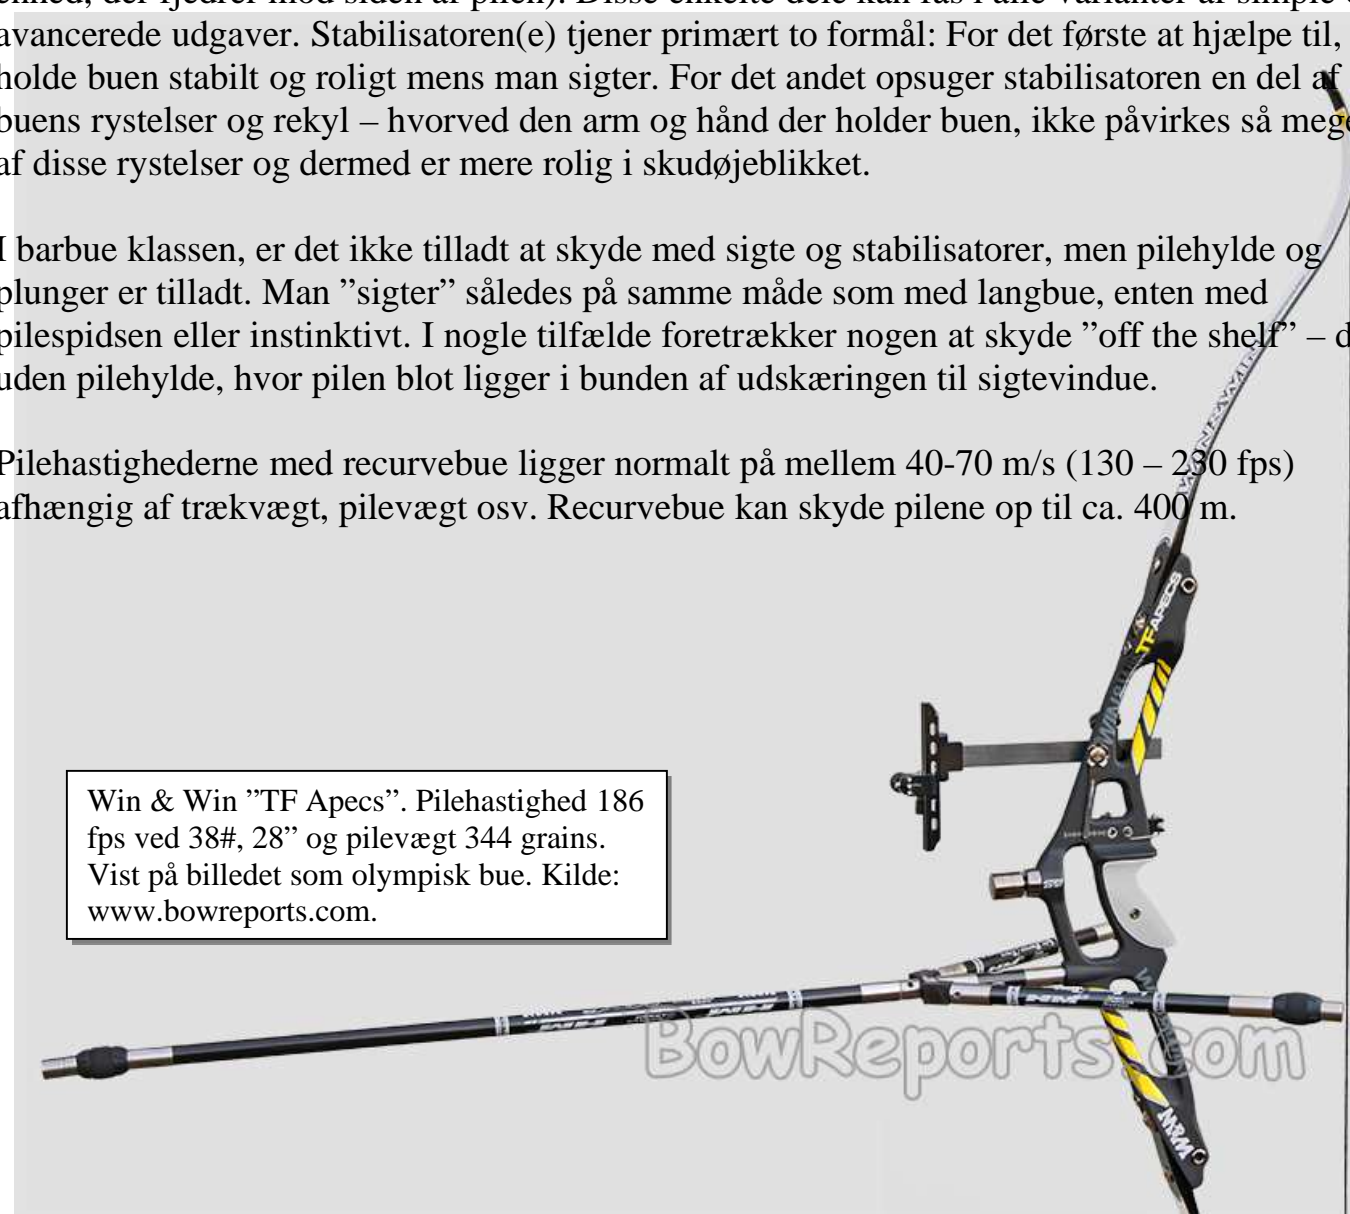 avancerede udgaver. Stabilisatoren(e) tjener primært to formål: For det første at hjælpe til,
holde buen stabilt og roligt mens man sigter. For det andet opsuger stabilisatoren en del af
buens rystelser og rekyl – hvorved den arm og hånd der holder buen, ikke påvirkes så mege
af disse rystelser og dermed er mere rolig i skudøjeblikket.
I barbue klassen, er det ikke tilladt at skyde med sigte og stabilisatorer, men pilehylde og
plunger er tilladt. Man ”sigter” således på samme måde som med langbue, enten med
pilespidsen eller instinktivt. I nogle tilfælde foretrækker nogen at skyde ”off the shelf” – d
uden pilehylde, hvor pilen blot ligger i bunden af udskæringen til sigtevindue.
Pilehastighederne med recurvebue ligger normalt på mellem 40-70 m/s (130 – 230 fps)
afhængig af trækvægt, pilevægt osv. Recurvebue kan skyde pilene op til ca. 400 m.
WIN&WIN
TF APECS
Win & Win ”TF Apecs”. Pilehastighed 186
fps ved 38#, 28” og pilevægt 344 grains.
Vist på billedet som olympisk bue. Kilde:
www.bowreports.com.
BowReports.com